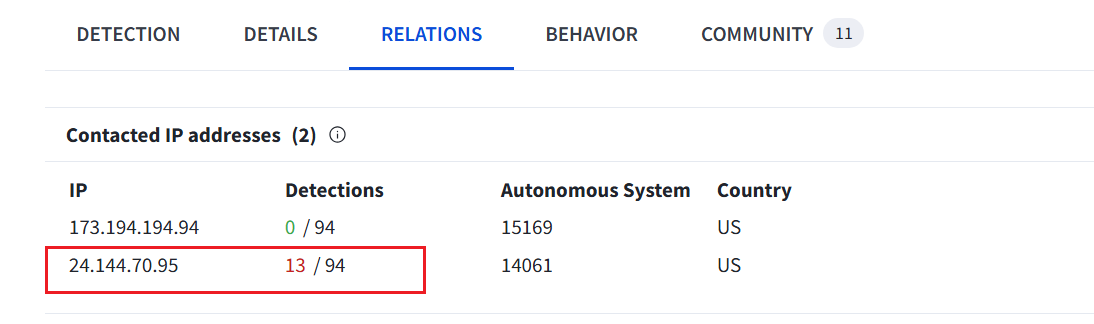 DETECTION DETAILS RELATIONS BEHAVIOR COMMUNITY 11
Contacted IP addresses (2)
IP Detections Autonomous System Country
173.194.194.94 0 / 94 15169 US
24.144.70.95 13 / 94 14061 US